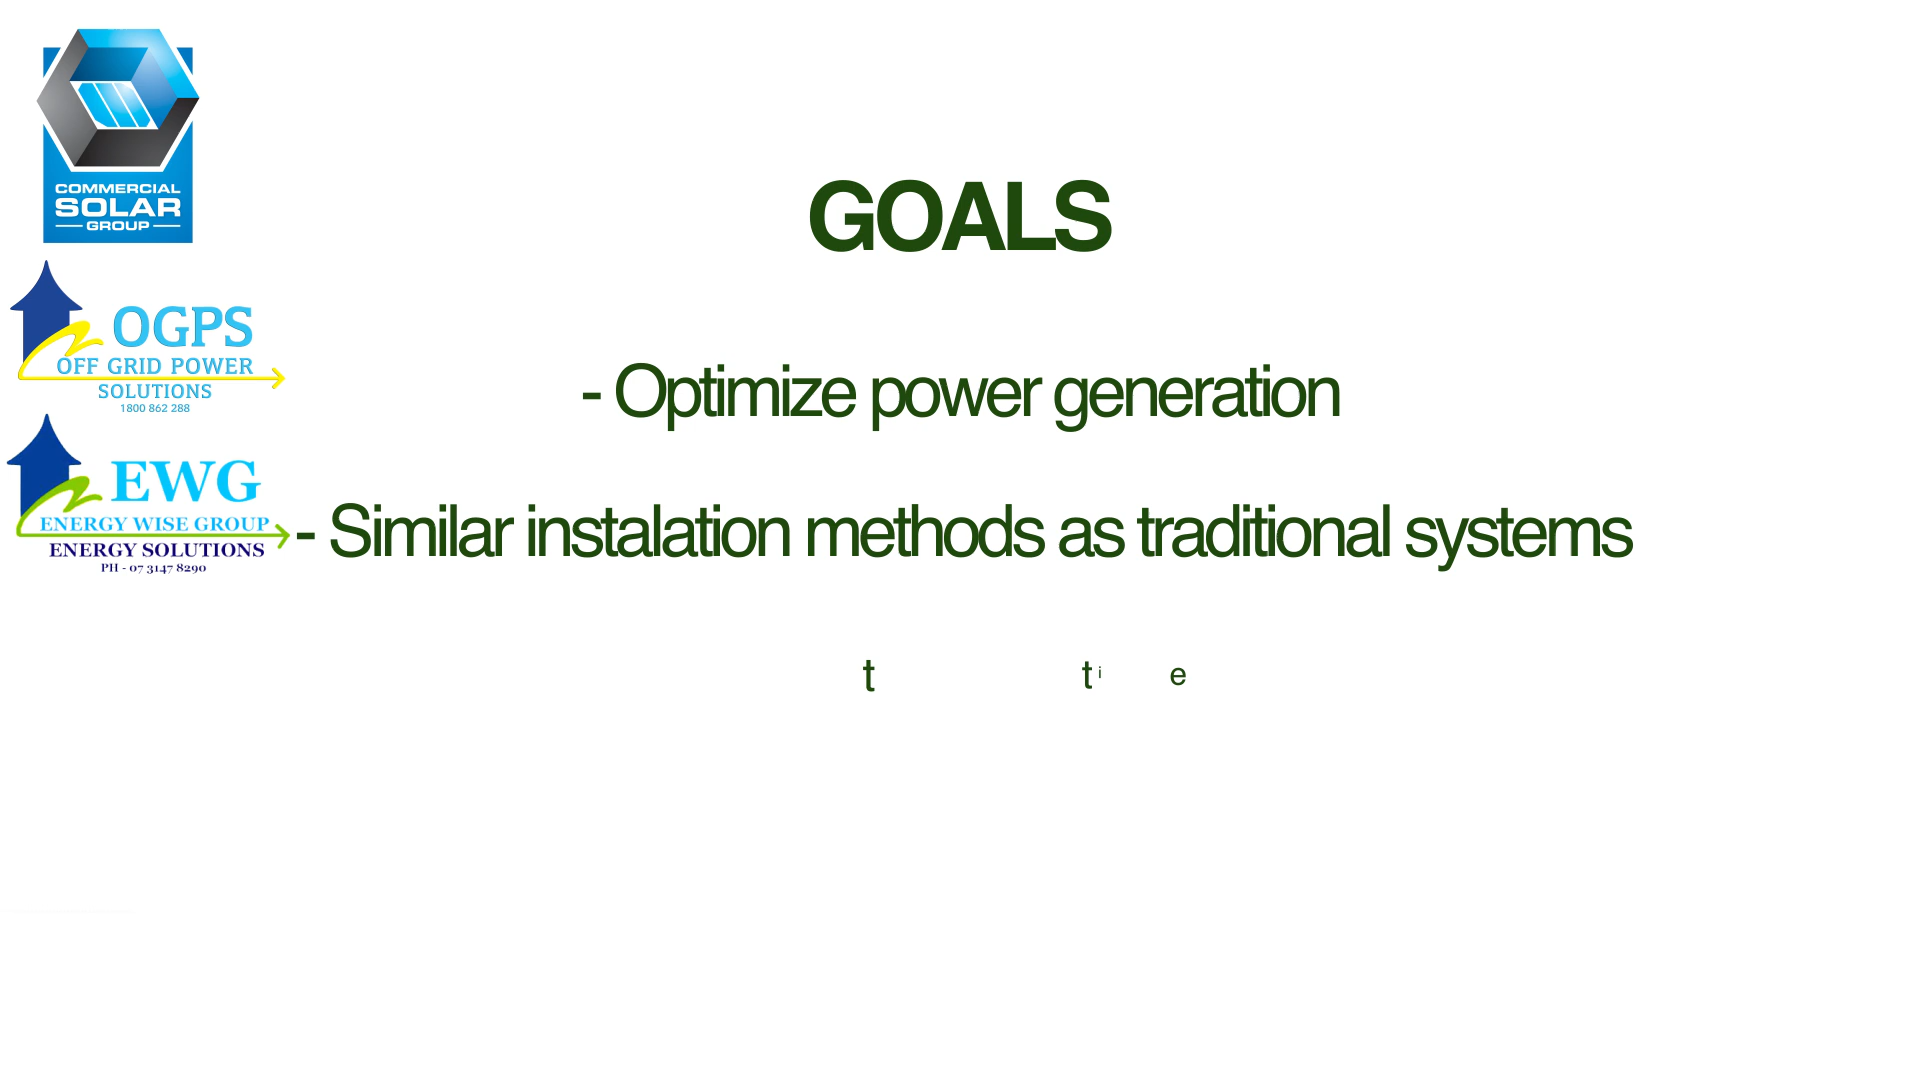 COMMERCIAL
SOLAR
GROUP
OGPS
OFF GRID POWER
SOLUTIONS
1800 862 288
EWG
ENERGY WISE GROUP
ENERGY SOLUTIONS
PH - 07 3147 8290
GOALS
- Optimize power generation
- Similar instalation methods as traditional systems
t t i e